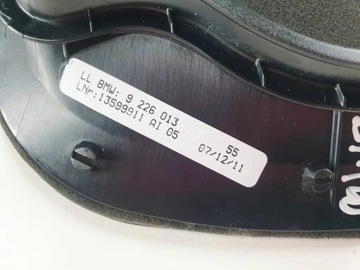 LL BMW: 9 226 013 55
LNr:13599911 AI 05 07/12/11